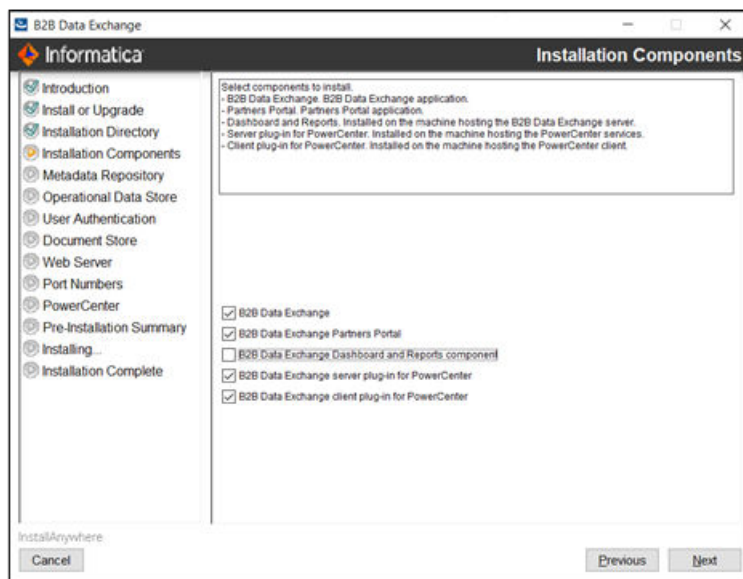 B2B Data Exchange
Informatica
Installation Components
Introduction
Install or Upgrade
Installation Directory
Installation Components
Metadata Repository
Operational Data Store
User Authentication
Document Store
Web Server
Port Numbers
PowerCenter
Pre-Installation Summary
Installing...
Installation Complete
Select components to install.
- B2B Data Exchange. B2B Data Exchange application.
- Partners Portal. Partners Portal application.
- Dashboard and Reports. Installed on the machine hosting the B2B Data Exchange server.
- Server plug-in for PowerCenter. Installed on the machine hosting the PowerCenter services.
- Client plug-in for PowerCenter. Installed on the machine hosting the PowerCenter client.
B2B Data Exchange
B2B Data Exchange Partners Portal
B2B Data Exchange Dashboard and Reports component
B2B Data Exchange server plug-in for PowerCenter
B2B Data Exchange client plug-in for PowerCenter
InstallAnywhere
Cancel
Previous
Next